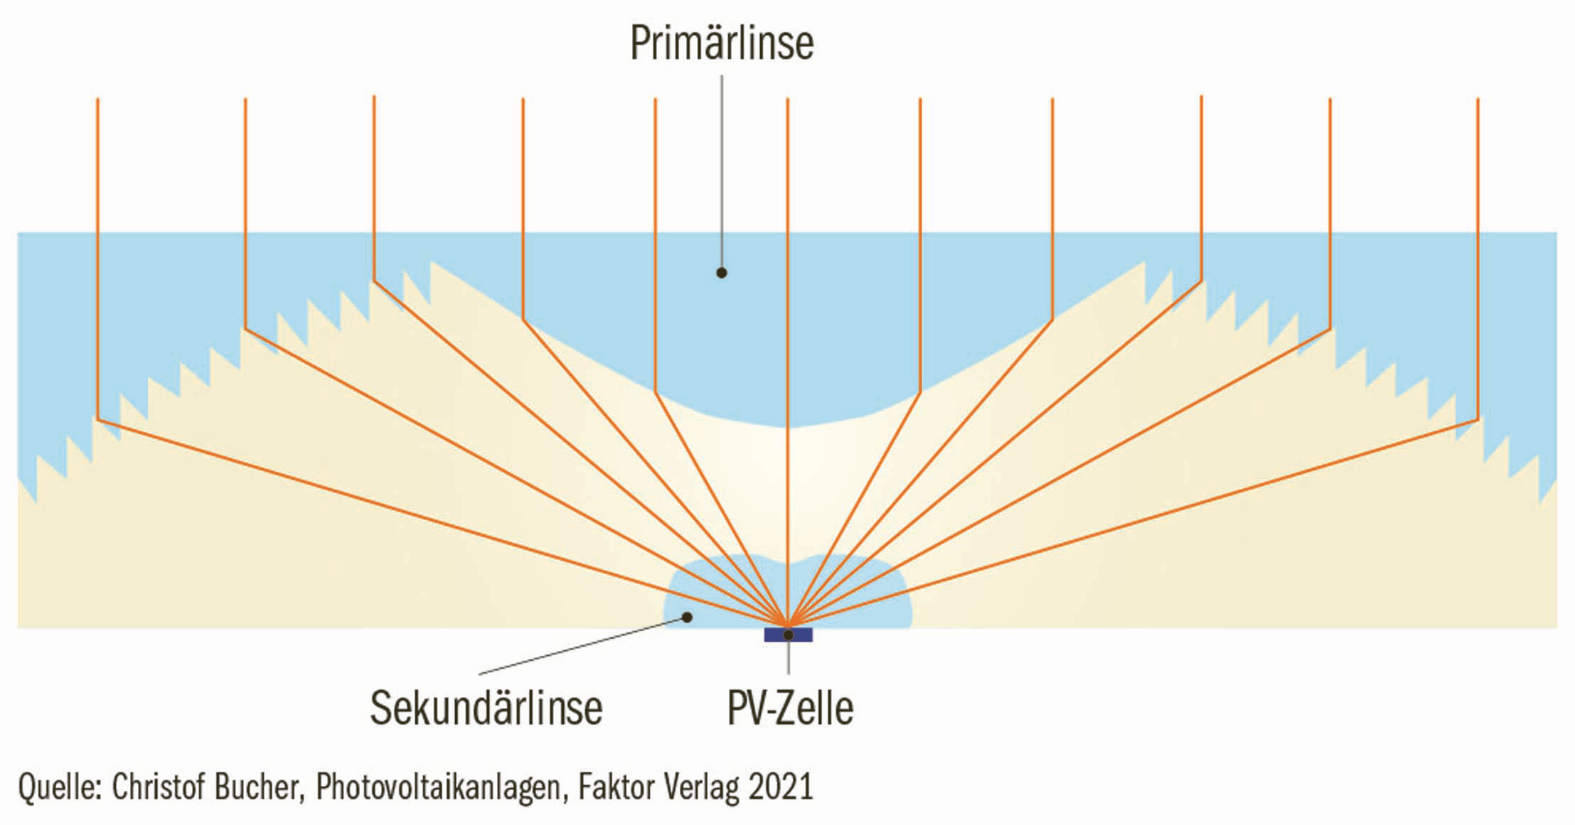 Primärlinse
Sekundärlinse
PV-Zelle
Quelle: Christof Bucher, Photovoltaikanlagen, Faktor Verlag 2021